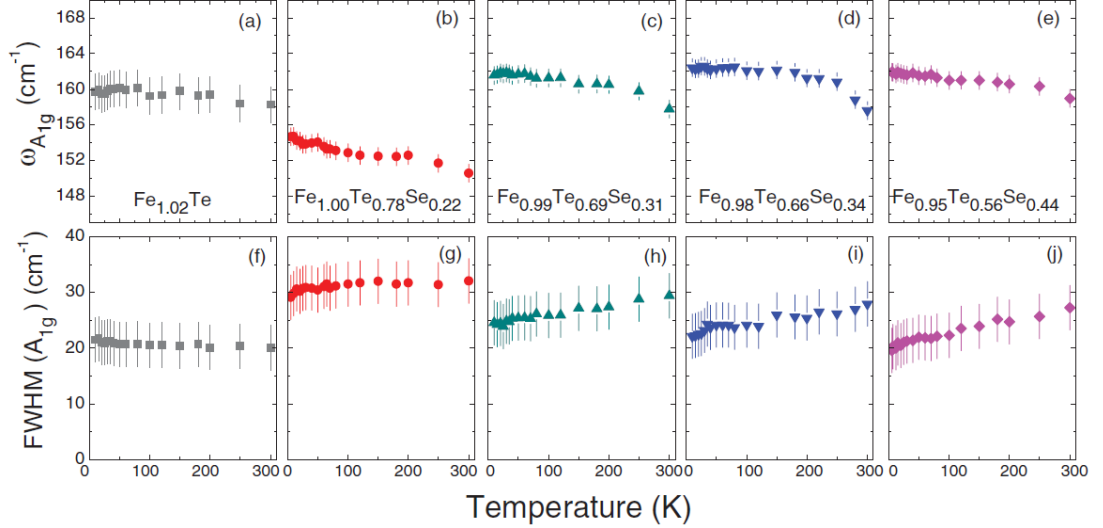 (a) (b) (c) (d) (e)
168
164
160
156
152
148
ω_A1g (cm⁻¹)
Fe1.02Te Fe1.00Te0.78Se0.22 Fe0.99Te0.69Se0.31 Fe0.98Te0.66Se0.34 Fe0.95Te0.56Se0.44
(f) (g) (h) (i) (j)
40
30
20
10
0
FWHM (A1g) (cm⁻¹)
0 100 200 300 0 100 200 300 0 100 200 300 0 100 200 300 0 100 200 300
Temperature (K)